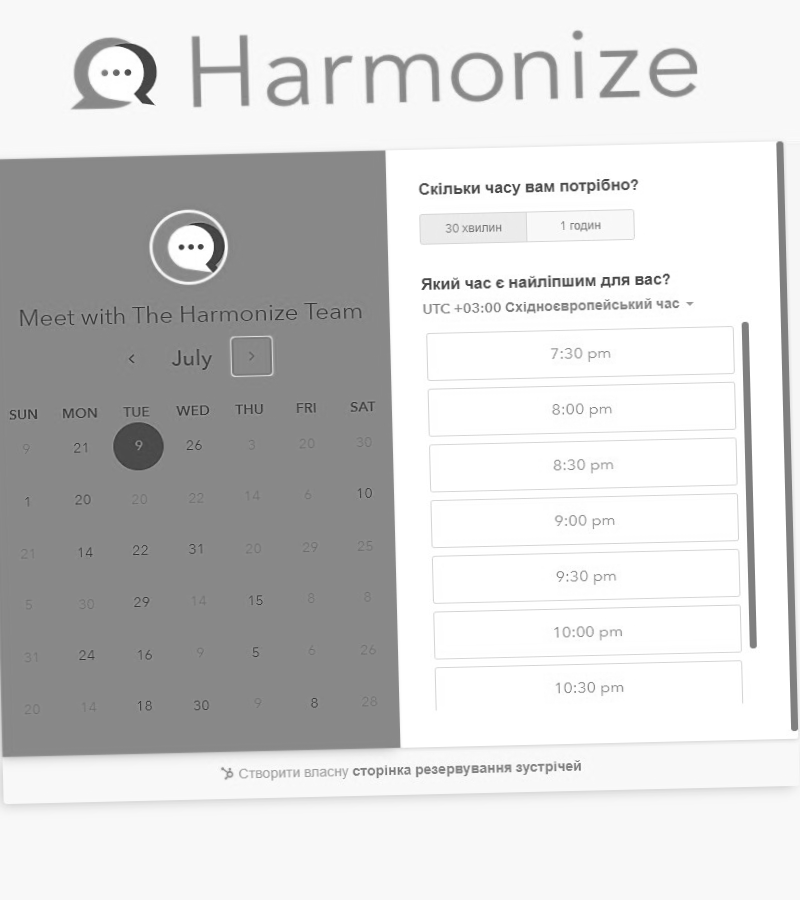 Harmonize
Meet with The Harmonize Team
July
SUN MON TUE WED THU FRI SAT
9 21 9 26 3 20 30
1 20 20 22 14 6 10
21 14 22 31 20 29 25
5 30 29 14 15 8 8
31 24 16 9 5 6 26
20 14 18 30 9 8 28
Скільки часу вам потрібно?
30 хвилин 1 годин
Який час є найліпшим для вас?
UTC +03:00 Східноєвропейський час
7:30 pm
8:00 pm
8:30 pm
9:00 pm
9:30 pm
10:00 pm
10:30 pm
Створити власну сторінка резервування зустрічей